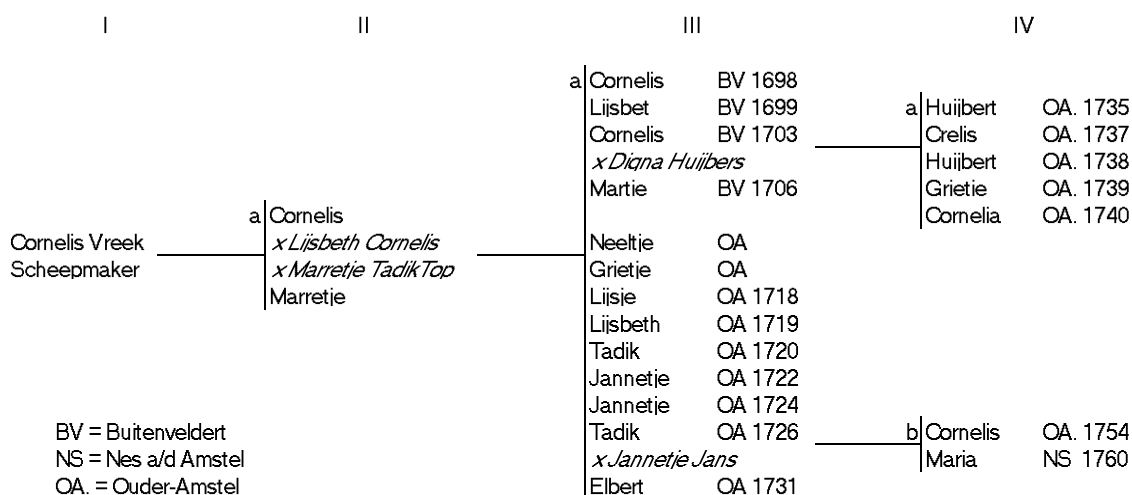 I II III IV
a Cornelis BV 1698
Lijsbet BV 1699 a Huijbert OA. 1735
Cornelis BV 1703 Crelis OA. 1737
x Digna Huijbers Huijbert OA. 1738
Martie BV 1706 Grietie OA. 1739
a Cornelis Cornelia OA. 1740
Cornelis Vreek x Lijsbeth Cornelis Neeltje OA
Scheepmaker x Marretje Tadik Top Grietje OA
Marretje Lijsje OA 1718
Lijsbeth OA 1719
Tadik OA 1720
Jannetje OA 1722
Jannetje OA 1724
BV = Buitenveldert Tadik OA 1726 b Cornelis OA. 1754
NS = Nes a/d Amstel x Jannetje Jans Maria NS 1760
OA. = Ouder-Amstel Elbert OA 1731